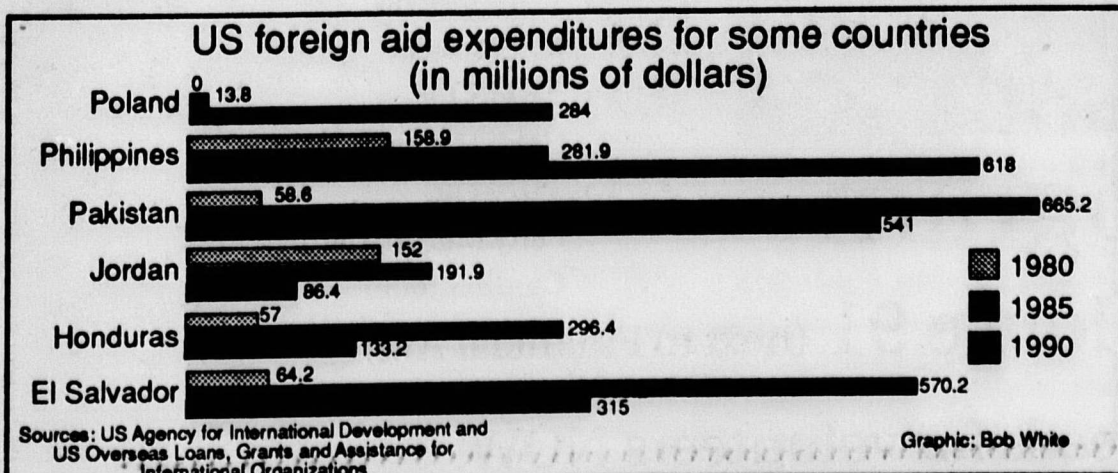 US foreign aid expenditures for some countries
(in millions of dollars)
Poland 0 13.8 284
Philippines 158.9 281.9 618
Pakistan 58.6 665.2 541
Jordan 152 191.9 86.4
Honduras 57 296.4 133.2
El Salvador 64.2 570.2 315
1980
1985
1990
Sources: US Agency for International Development and
US Overseas Loans, Grants and Assistance for
International Organizations
Graphic: Bob White